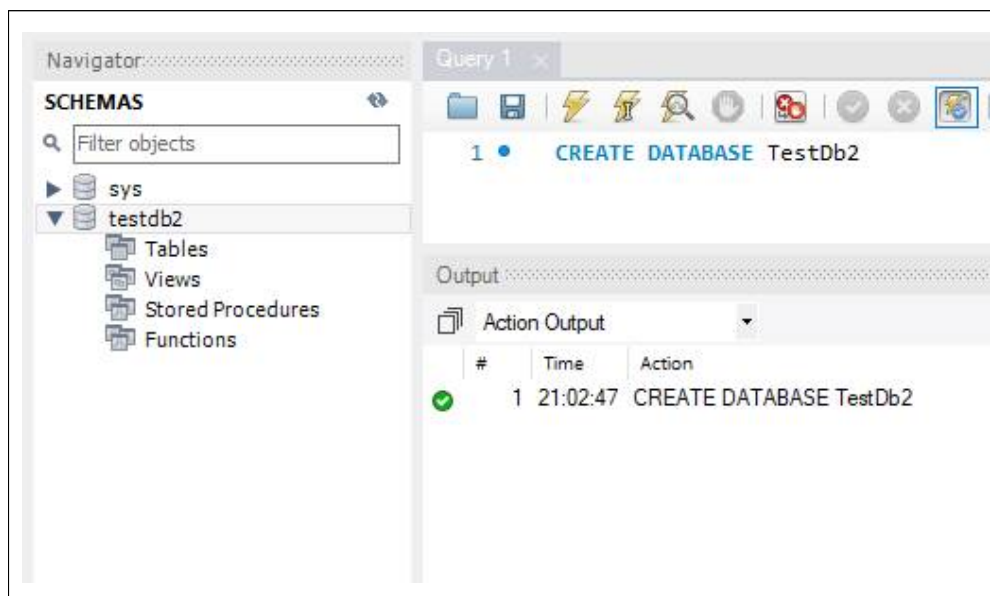 Navigator
SCHEMAS
Filter objects
sys
testdb2
Tables
Views
Stored Procedures
Functions
Query 1
1 CREATE DATABASE TestDb2
Output
Action Output
# Time Action
1 21:02:47 CREATE DATABASE TestDb2